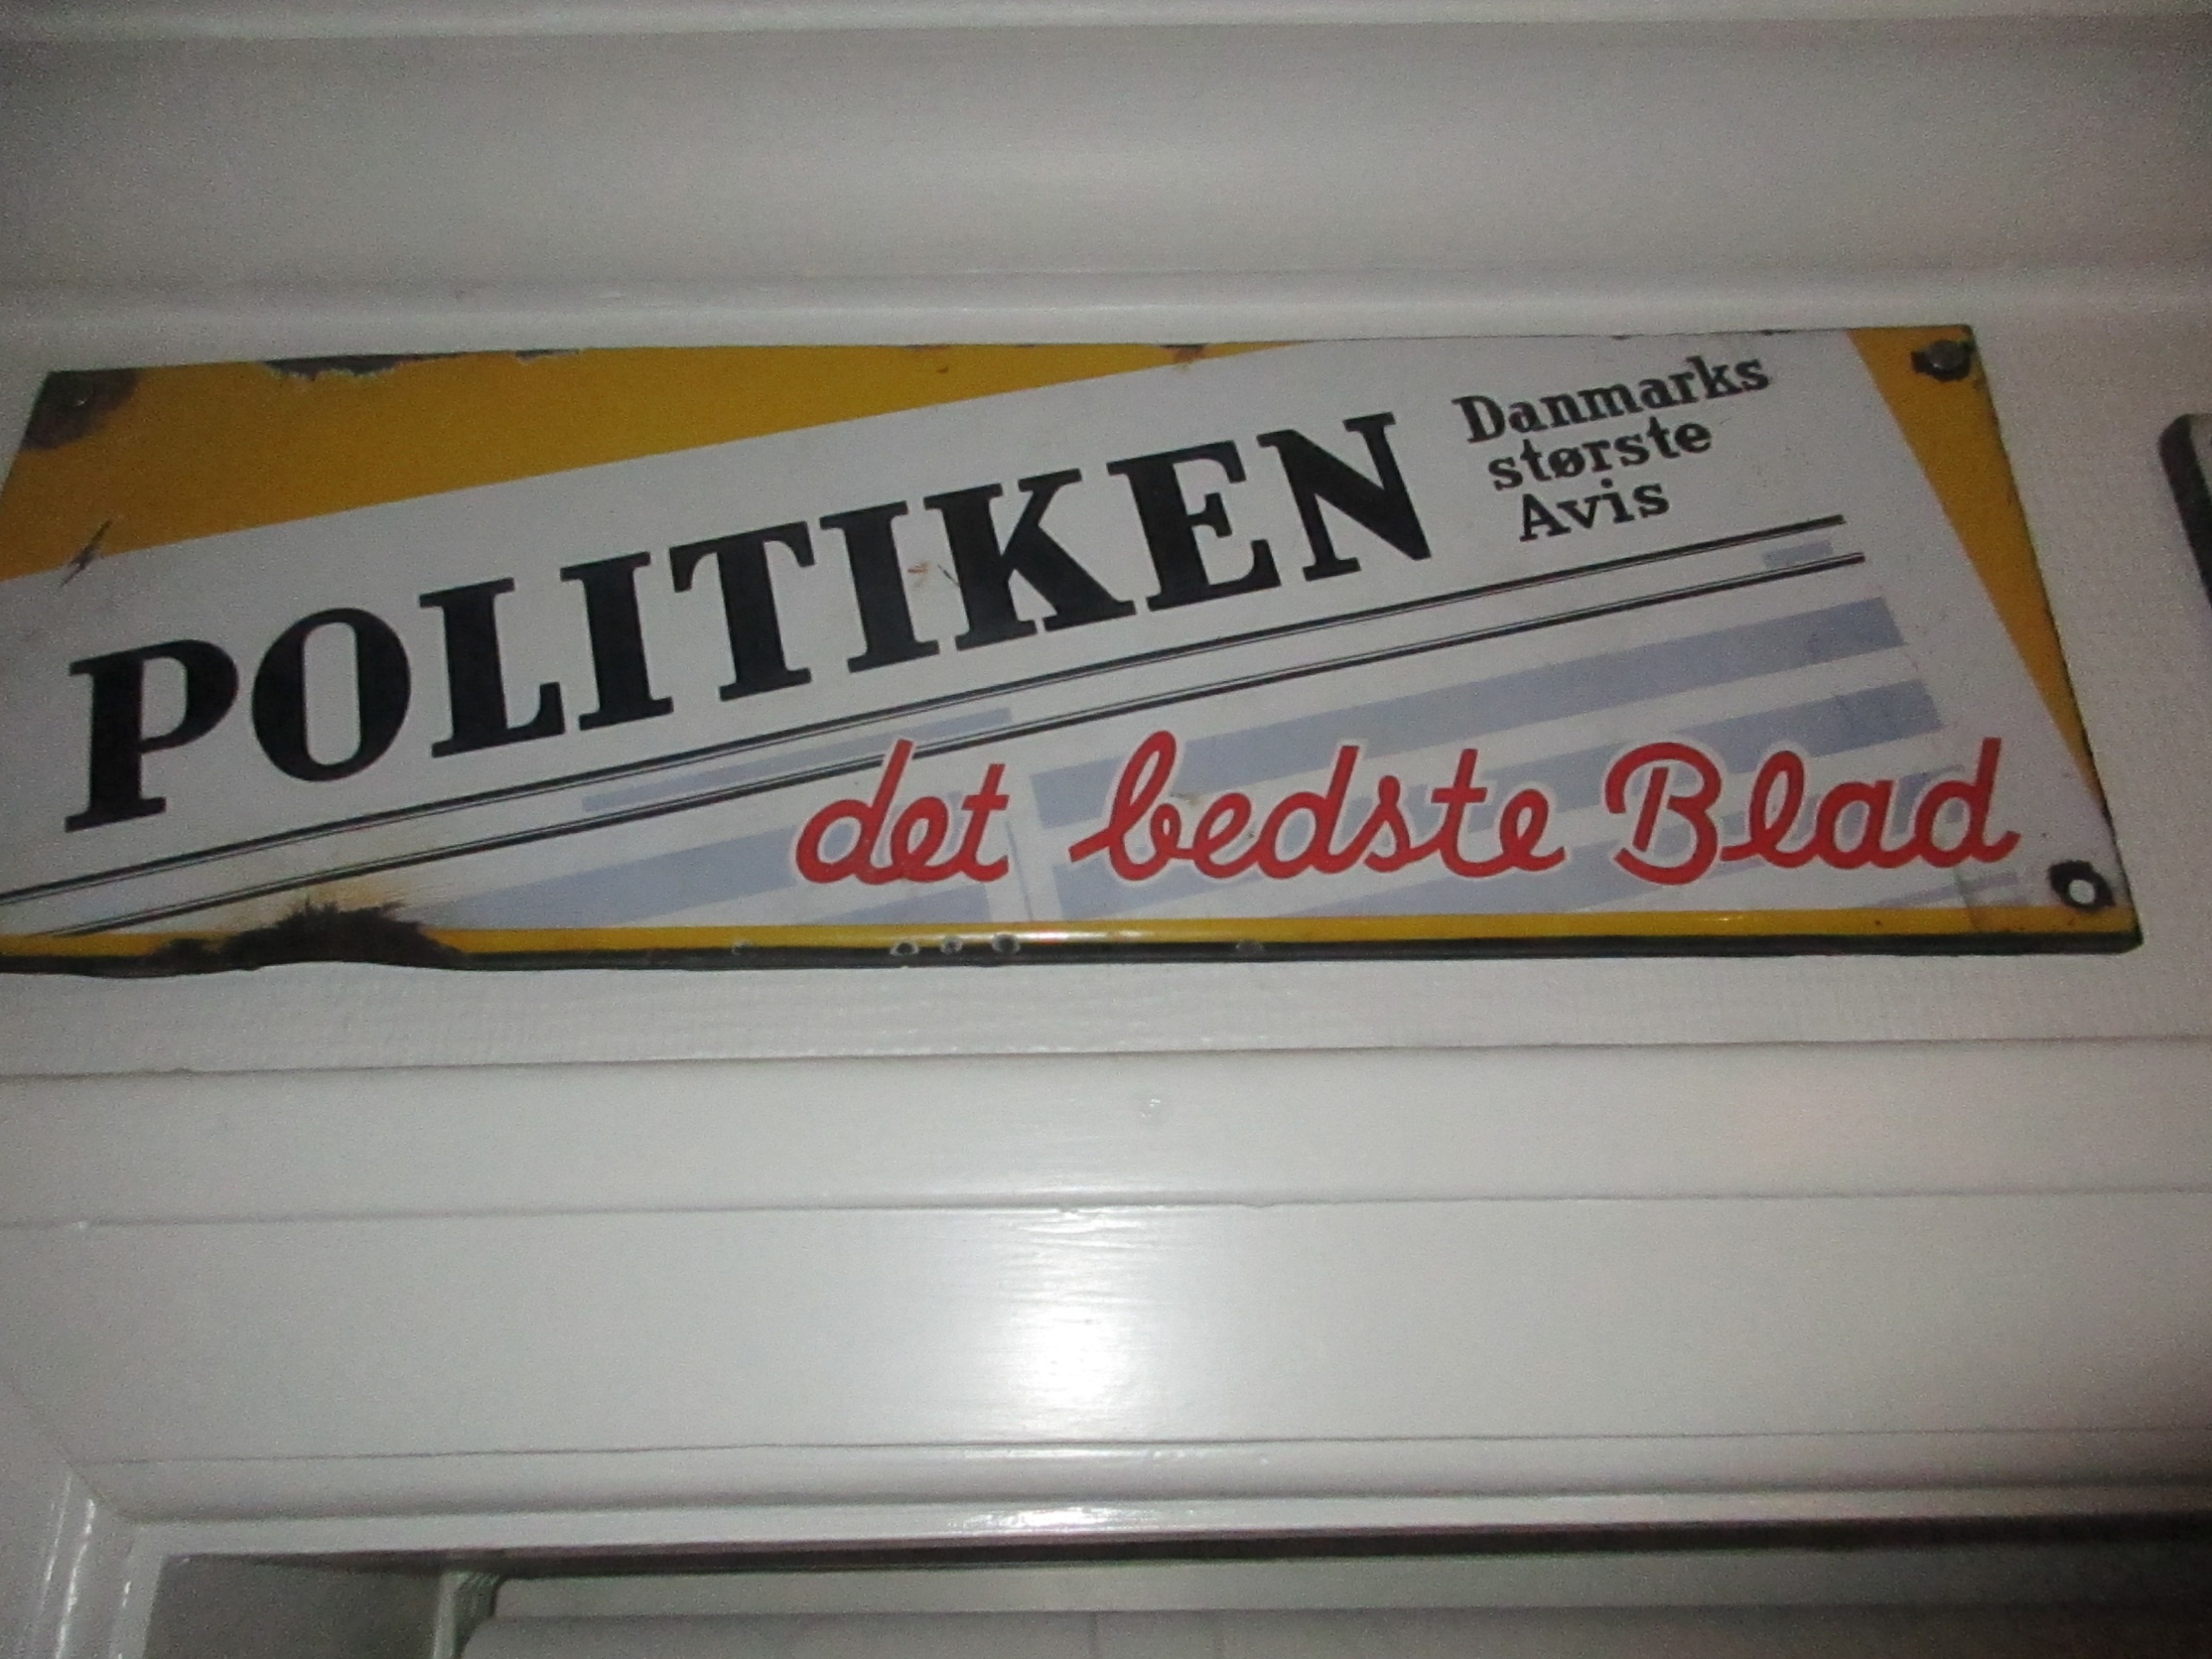 POLITIKEN
Danmarks
største
Avis
det bedste Blad